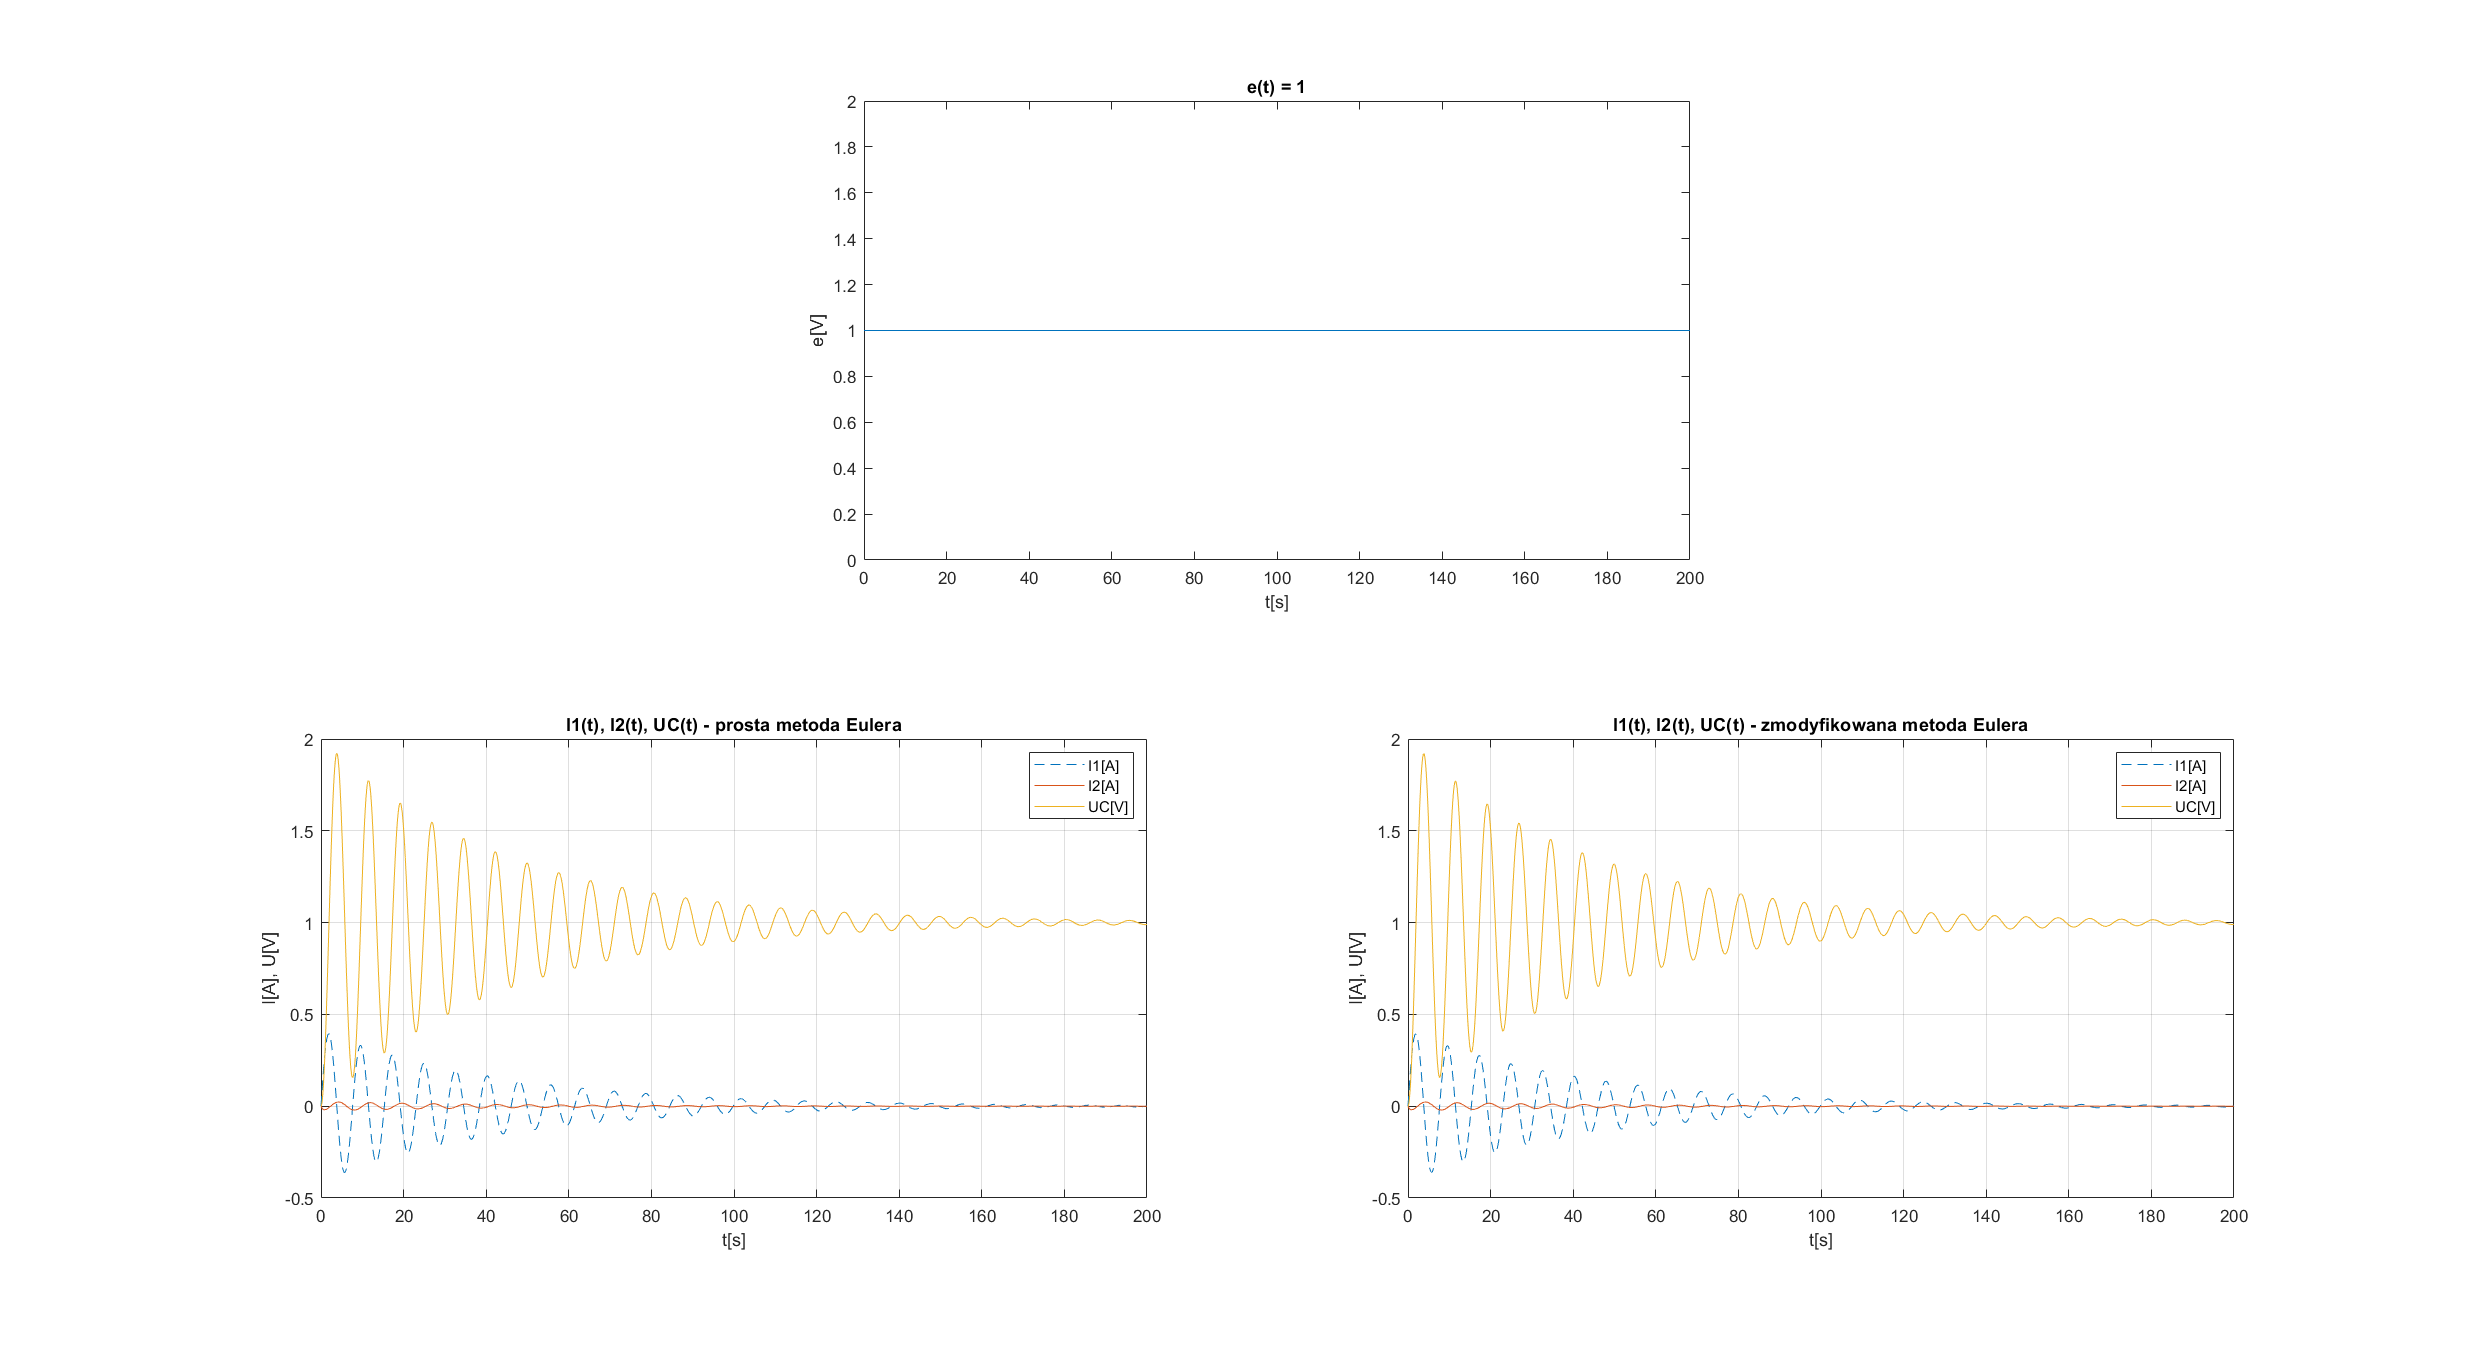 e(t) = 1
2
1.8
1.6
1.4
1.2
1
0.8
0.6
0.4
0.2
0
e[V]
0 20 40 60 80 100 120 140 160 180 200
t[s]
I1(t), I2(t), UC(t) - prosta metoda Eulera
2
1.5
1
0.5
0
-0.5
I[A], U[V]
I1[A]
I2[A]
UC[V]
0 20 40 60 80 100 120 140 160 180 200
t[s]
I1(t), I2(t), UC(t) - zmodyfikowana metoda Eulera
2
1.5
1
0.5
0
-0.5
I[A], U[V]
I1[A]
I2[A]
UC[V]
0 20 40 60 80 100 120 140 160 180 200
t[s]